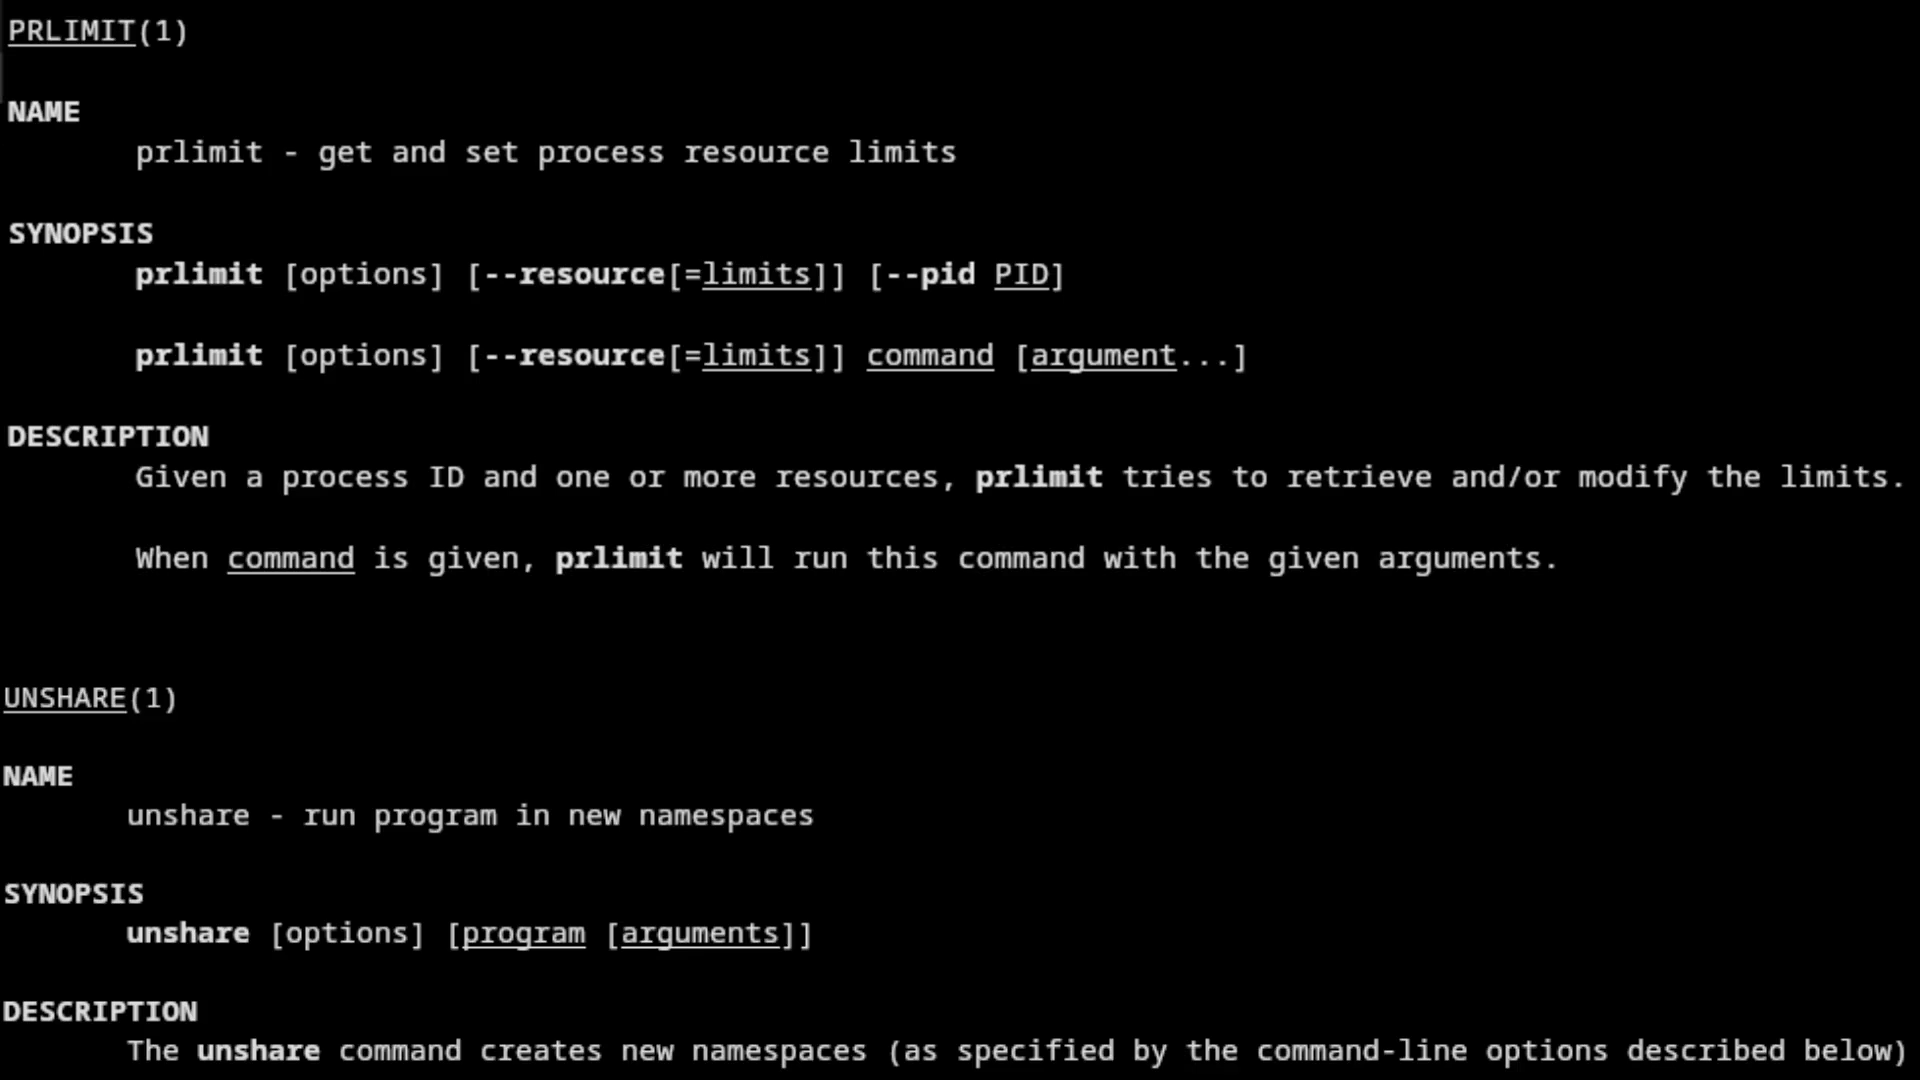 PRLIMIT(1)
NAME
prlimit - get and set process resource limits
SYNOPSIS
prlimit [options] [--resource[=limits]] [--pid PID]
prlimit [options] [--resource[=limits]] command [argument...]
DESCRIPTION
Given a process ID and one or more resources, prlimit tries to retrieve and/or modify the limits.
When command is given, prlimit will run this command with the given arguments.
UNSHARE(1)
NAME
unshare - run program in new namespaces
SYNOPSIS
unshare [options] [program [arguments]]
DESCRIPTION
The unshare command creates new namespaces (as specified by the command-line options described below)